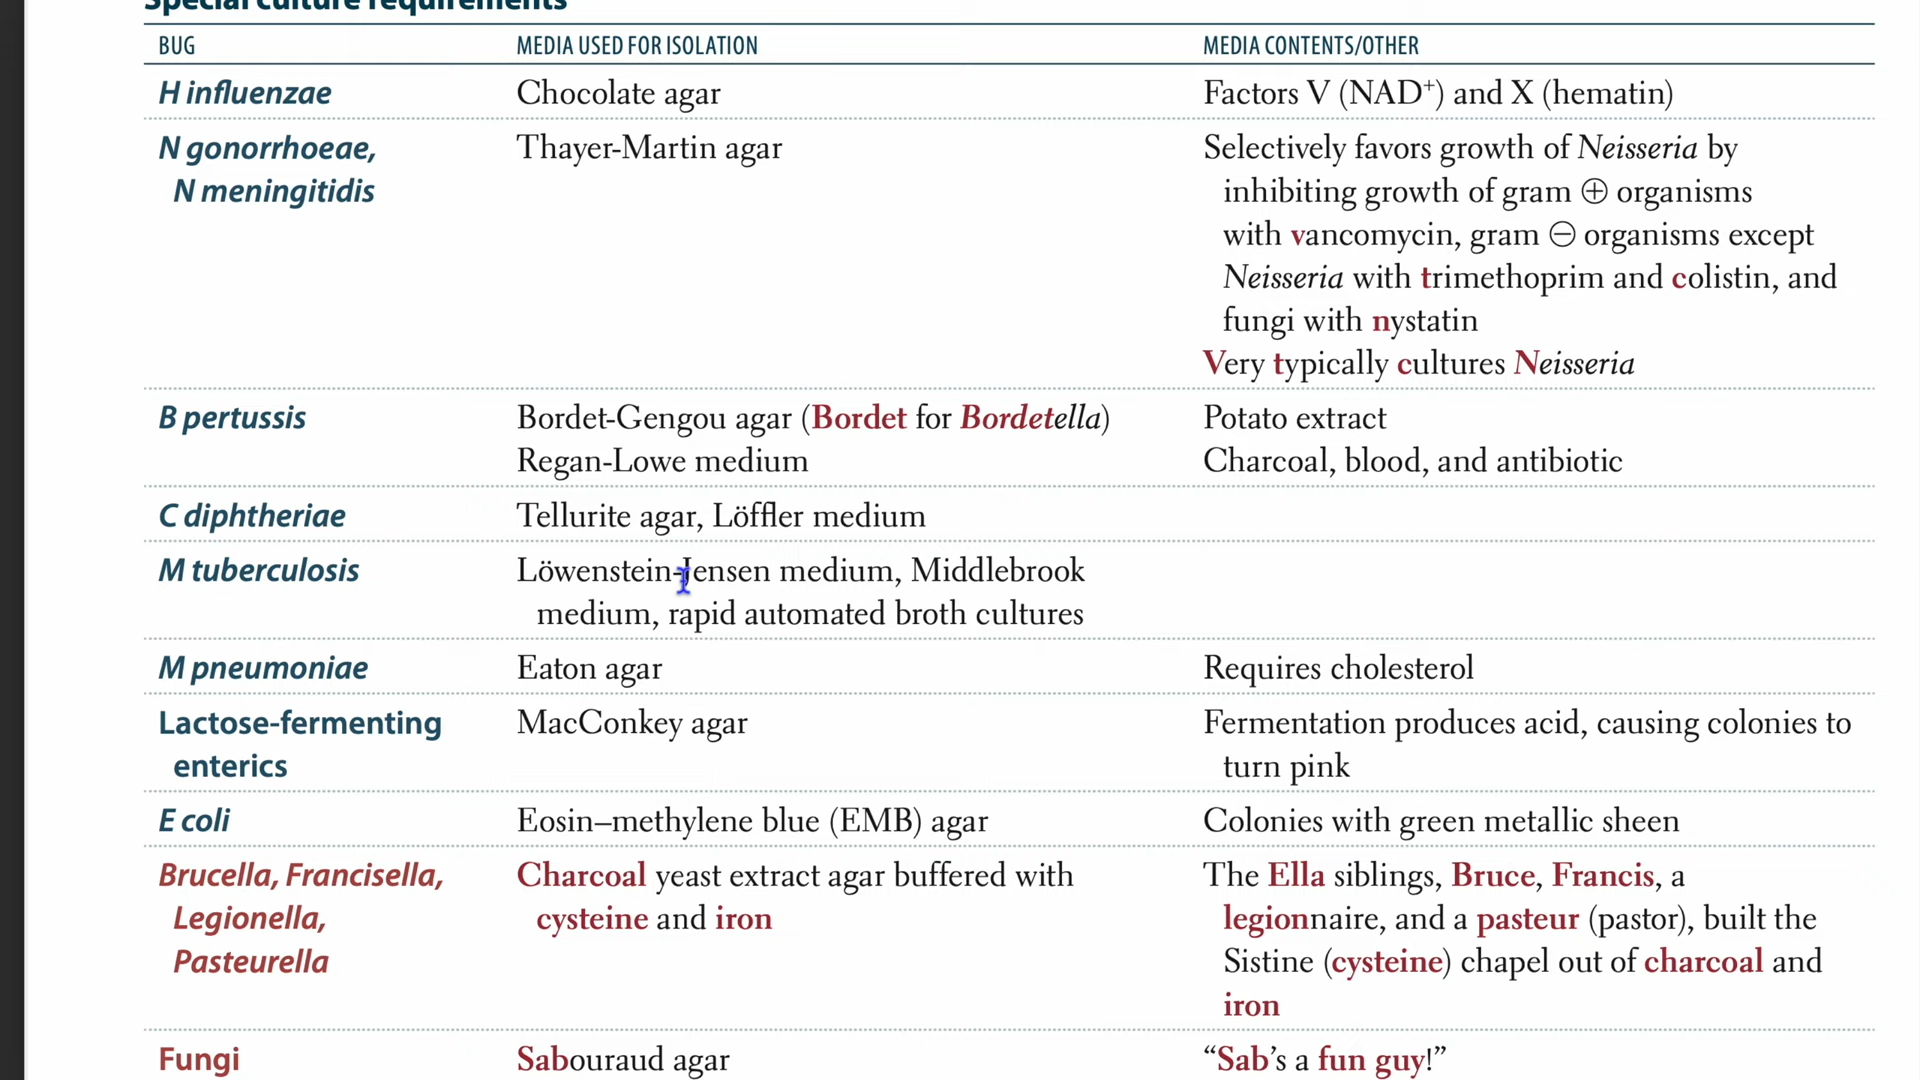 Special culture requirements
BUG MEDIA USED FOR ISOLATION MEDIA CONTENTS/OTHER
H influenzae Chocolate agar Factors V (NAD⁺) and X (hematin)
N gonorrhoeae, Thayer-Martin agar Selectively favors growth of Neisseria by
N meningitidis inhibiting growth of gram ⊕ organisms
with vancomycin, gram ⊖ organisms except
Neisseria with trimethoprim and colistin, and
fungi with nystatin
Very typically cultures Neisseria
B pertussis Bordet-Gengou agar (Bordet for Bordetella) Potato extract
Regan-Lowe medium Charcoal, blood, and antibiotic
C diphtheriae Tellurite agar, Löffler medium
M tuberculosis Löwenstein-Jensen medium, Middlebrook
medium, rapid automated broth cultures
M pneumoniae Eaton agar Requires cholesterol
Lactose-fermenting MacConkey agar Fermentation produces acid, causing colonies to
enterics turn pink
E coli Eosin–methylene blue (EMB) agar Colonies with green metallic sheen
Brucella, Francisella, Charcoal yeast extract agar buffered with The Ella siblings, Bruce, Francis, a
Legionella, cysteine and iron legionnaire, and a pasteur (pastor), built the
Pasteurella Sistine (cysteine) chapel out of charcoal and
iron
Fungi Sabouraud agar “Sab’s a fun guy!”